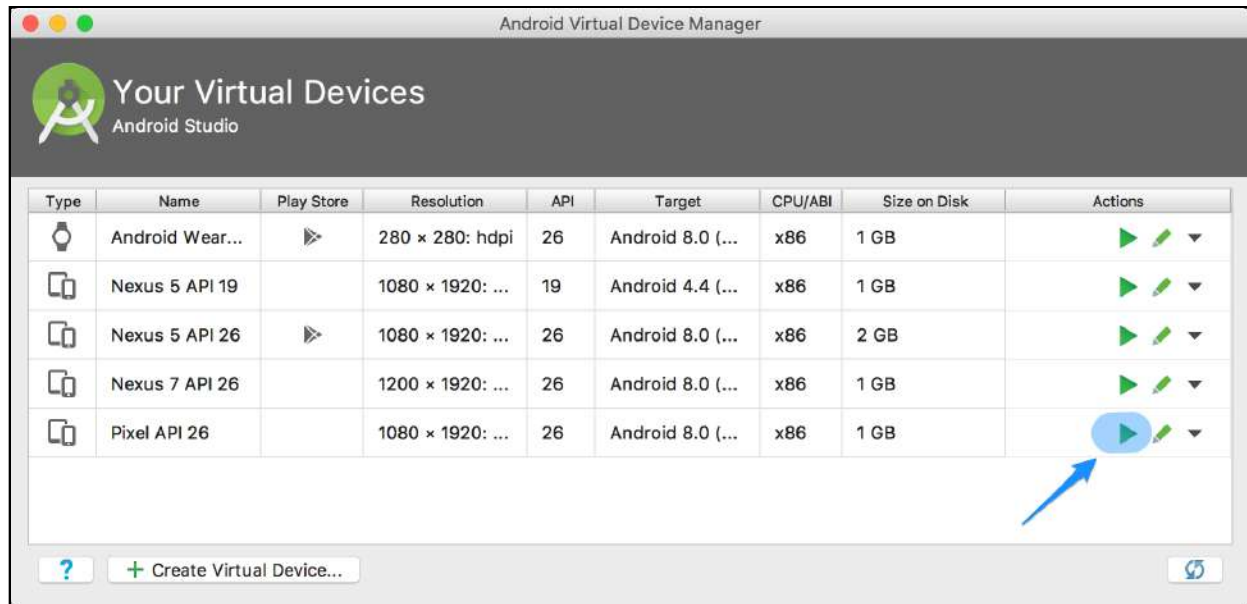 Android Virtual Device Manager
Your Virtual Devices
Android Studio
Type Name Play Store Resolution API Target CPU/ABI Size on Disk Actions
Android Wear... 280 × 280: hdpi 26 Android 8.0 (... x86 1 GB
Nexus 5 API 19 1080 × 1920: ... 19 Android 4.4 (... x86 1 GB
Nexus 5 API 26 1080 × 1920: ... 26 Android 8.0 (... x86 2 GB
Nexus 7 API 26 1200 × 1920: ... 26 Android 8.0 (... x86 1 GB
Pixel API 26 1080 × 1920: ... 26 Android 8.0 (... x86 1 GB
? + Create Virtual Device...